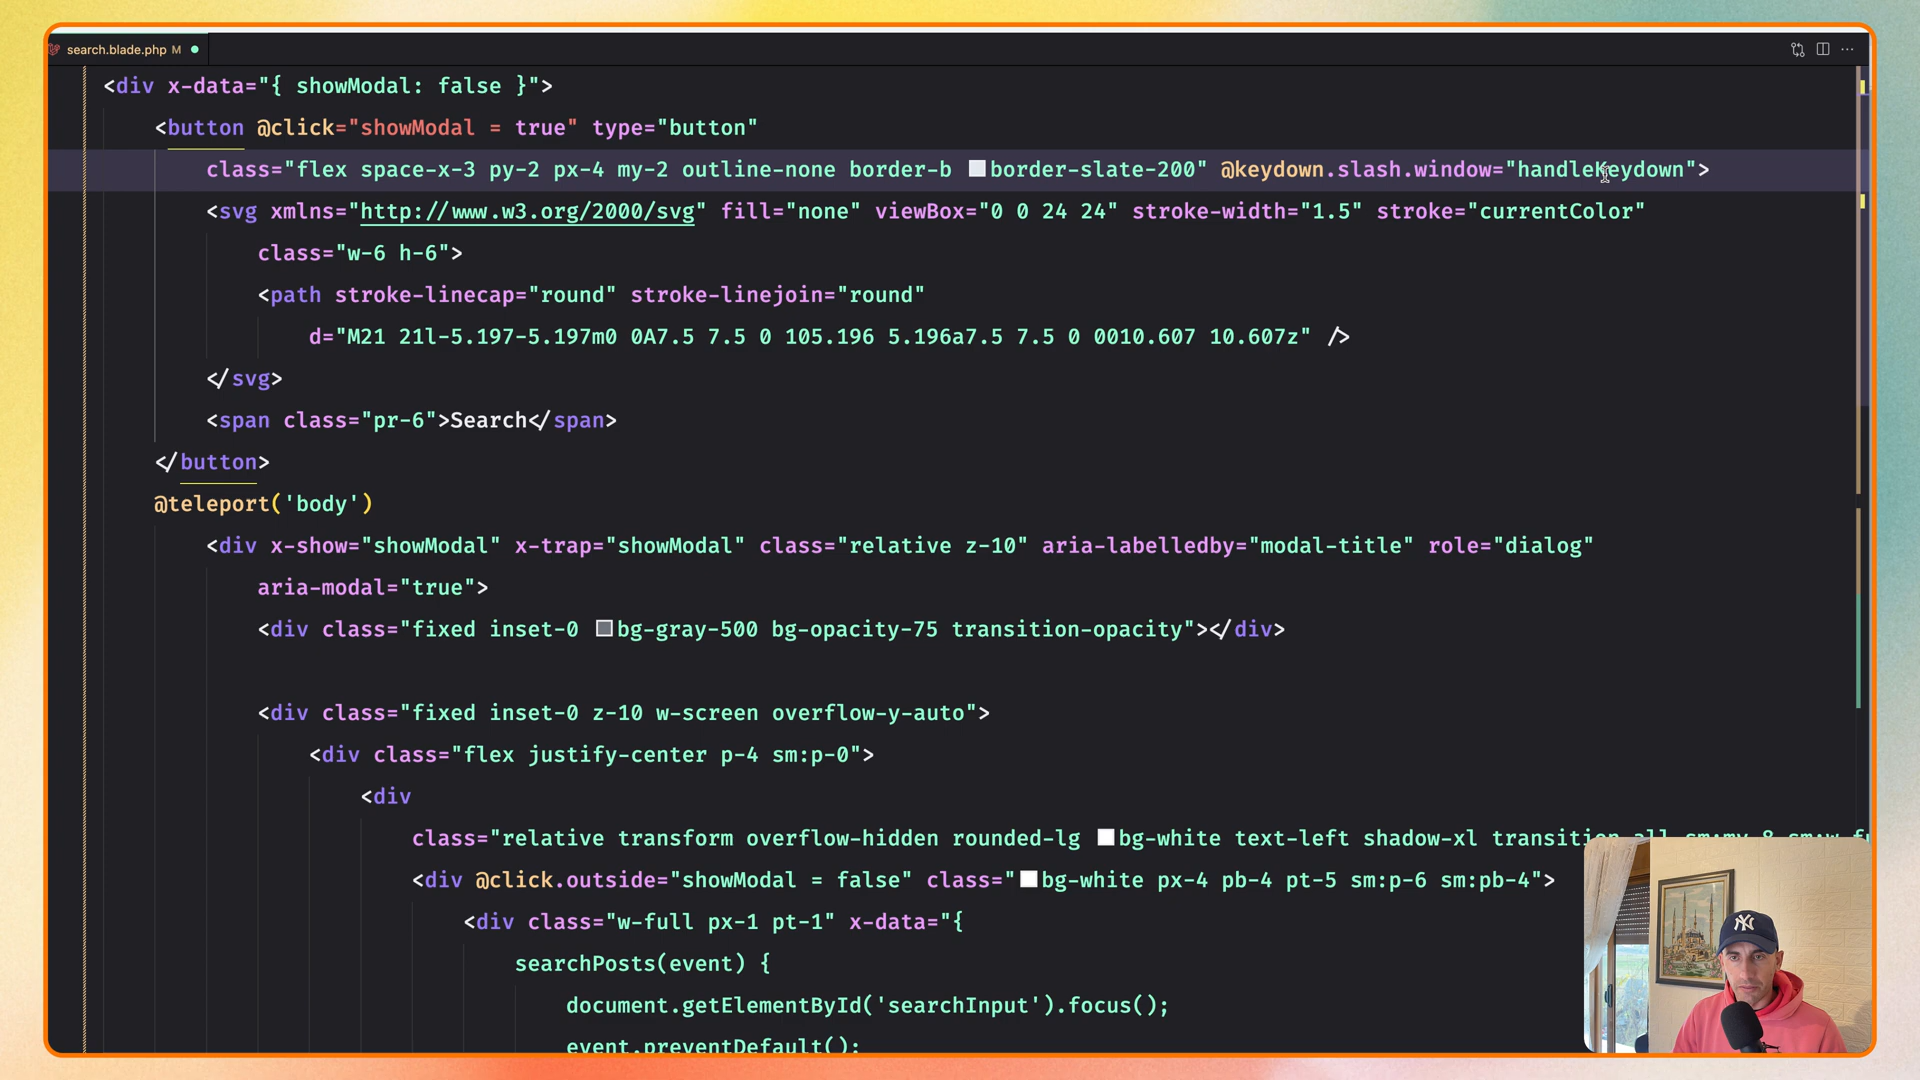 search.blade.php M
<div x-data="{ showModal: false }">
<button @click="showModal = true" type="button"
class="flex space-x-3 py-2 px-4 my-2 outline-none border-b border-slate-200" @keydown.slash.window="handleKeydown">
<svg xmlns="http://www.w3.org/2000/svg" fill="none" viewBox="0 0 24 24" stroke-width="1.5" stroke="currentColor"
class="w-6 h-6">
<path stroke-linecap="round" stroke-linejoin="round"
d="M21 21l-5.197-5.197m0 0A7.5 7.5 0 105.196 5.196a7.5 7.5 0 0010.607 10.607z" />
</svg>
<span class="pr-6">Search</span>
</button>
@teleport('body')
<div x-show="showModal" x-trap="showModal" class="relative z-10" aria-labelledby="modal-title" role="dialog"
aria-modal="true">
<div class="fixed inset-0 bg-gray-500 bg-opacity-75 transition-opacity"></div>
<div class="fixed inset-0 z-10 w-screen overflow-y-auto">
<div class="flex justify-center p-4 sm:p-0">
<div
class="relative transform overflow-hidden rounded-lg bg-white text-left shadow-xl transition-all sm:my-8
<div @click.outside="showModal = false" class="bg-white px-4 pb-4 pt-5 sm:p-6 sm:pb-4">
<div class="w-full px-1 pt-1" x-data="{
searchPosts(event) {
document.getElementById('searchInput').focus();
event.preventDefault();